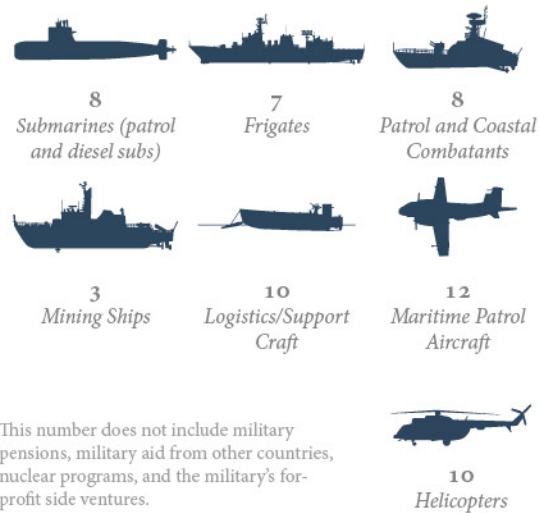 8
Submarines (patrol
and diesel subs)
7
Frigates
8
Patrol and Coastal
Combatants
3
Mining Ships
10
Logistics/Support
Craft
12
Maritime Patrol
Aircraft
This number does not include military
pensions, military aid from other countries,
nuclear programs, and the military’s for-
profit side ventures.
10
Helicopters